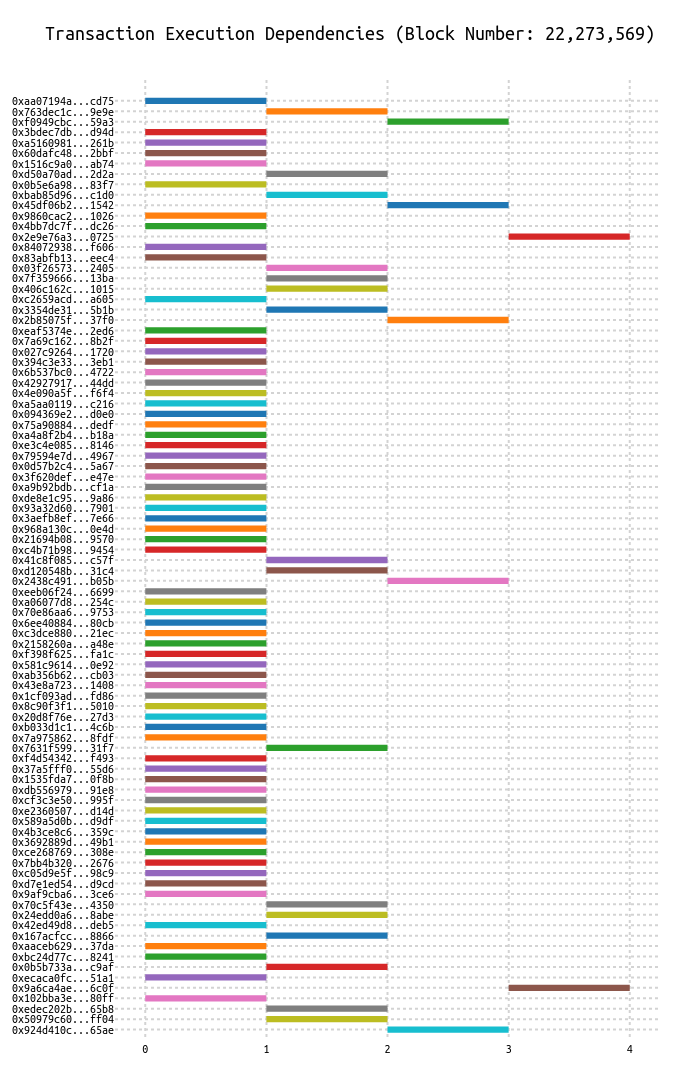 Transaction Execution Dependencies (Block Number: 22,273,569)
0xaa07194a...cd75
0x763dec1c...9e9e
0xf0949cbc...59a3
0x3bdec7db...d94d
0xa5160981...261b
0x60dafc48...2bbf
0x1516c9a0...ab74
0xd50a70ad...2d2a
0x0b5e6a98...83f7
0xbab85d96...c1d0
0x45df06b2...1542
0x9860cac2...1026
0x4bb7dc7f...dc26
0x2e9e76a3...0725
0x84072938...f606
0x83abfb13...eec4
0x03f26573...2405
0x7f359666...13ba
0x406c162c...1015
0xc2659acd...a605
0x3354de31...5b1b
0x2b85075f...37f0
0xeaf5374e...2ed6
0x7a69c162...8b2f
0x027c9264...1720
0x394c3e33...3eb1
0x6b537bc0...4722
0x42927917...44dd
0x4e090a5f...f6f4
0xa5aa0119...c216
0x094369e2...d0e0
0x75a90884...dedf
0xa4a8f2b4...b18a
0xe3c4e085...8146
0x79594e7d...4967
0x0d57b2c4...5a67
0x3f620def...e47e
0xa9b92bdb...cf1a
0xde8e1c95...9a86
0x93a32d60...7901
0x3aefb8ef...7e66
0x968a130c...0e4d
0x21694b08...9570
0xc4b71b98...9454
0x41c8f085...c57f
0xd120548b...31c4
0x2438c491...b05b
0xeeb06f24...6699
0xa06077d8...254c
0x70e86aa6...9753
0x6ee40884...80cb
0xc3dce880...21ec
0x2158260a...a48e
0xf398f625...fa1c
0x581c9614...0e92
0xab356b62...cb03
0x43e8a723...1408
0x1cf093ad...fd86
0x8c90f3f1...5010
0x20d8f76e...27d3
0xb033d1c1...4c6b
0x7a975862...8fdf
0x7631f599...31f7
0xf4d54342...f493
0x37a5fff0...55d6
0x1535fda7...0f8b
0xdb556979...91e8
0xcf3c3e50...995f
0xe2360507...d14d
0x589a5d0b...d9df
0x4b3ce8c6...359c
0x3692889d...49b1
0xce268769...308e
0x7bb4b320...2676
0xc05d9e5f...98c9
0xd7e1ed54...d9cd
0x9af9cba6...3ce6
0x70c5f43e...4350
0x24edd0a6...8abe
0x42ed49d8...deb5
0x167acfcc...8866
0xaaceb629...37da
0xbc24d77c...8241
0x0b5b733a...c9af
0xecaca0fc...51a1
0x9a6ca4ae...6c0f
0x102bba3e...80ff
0xedec202b...65b8
0x50979c60...ff04
0x924d410c...65ae
0 1 2 3 4